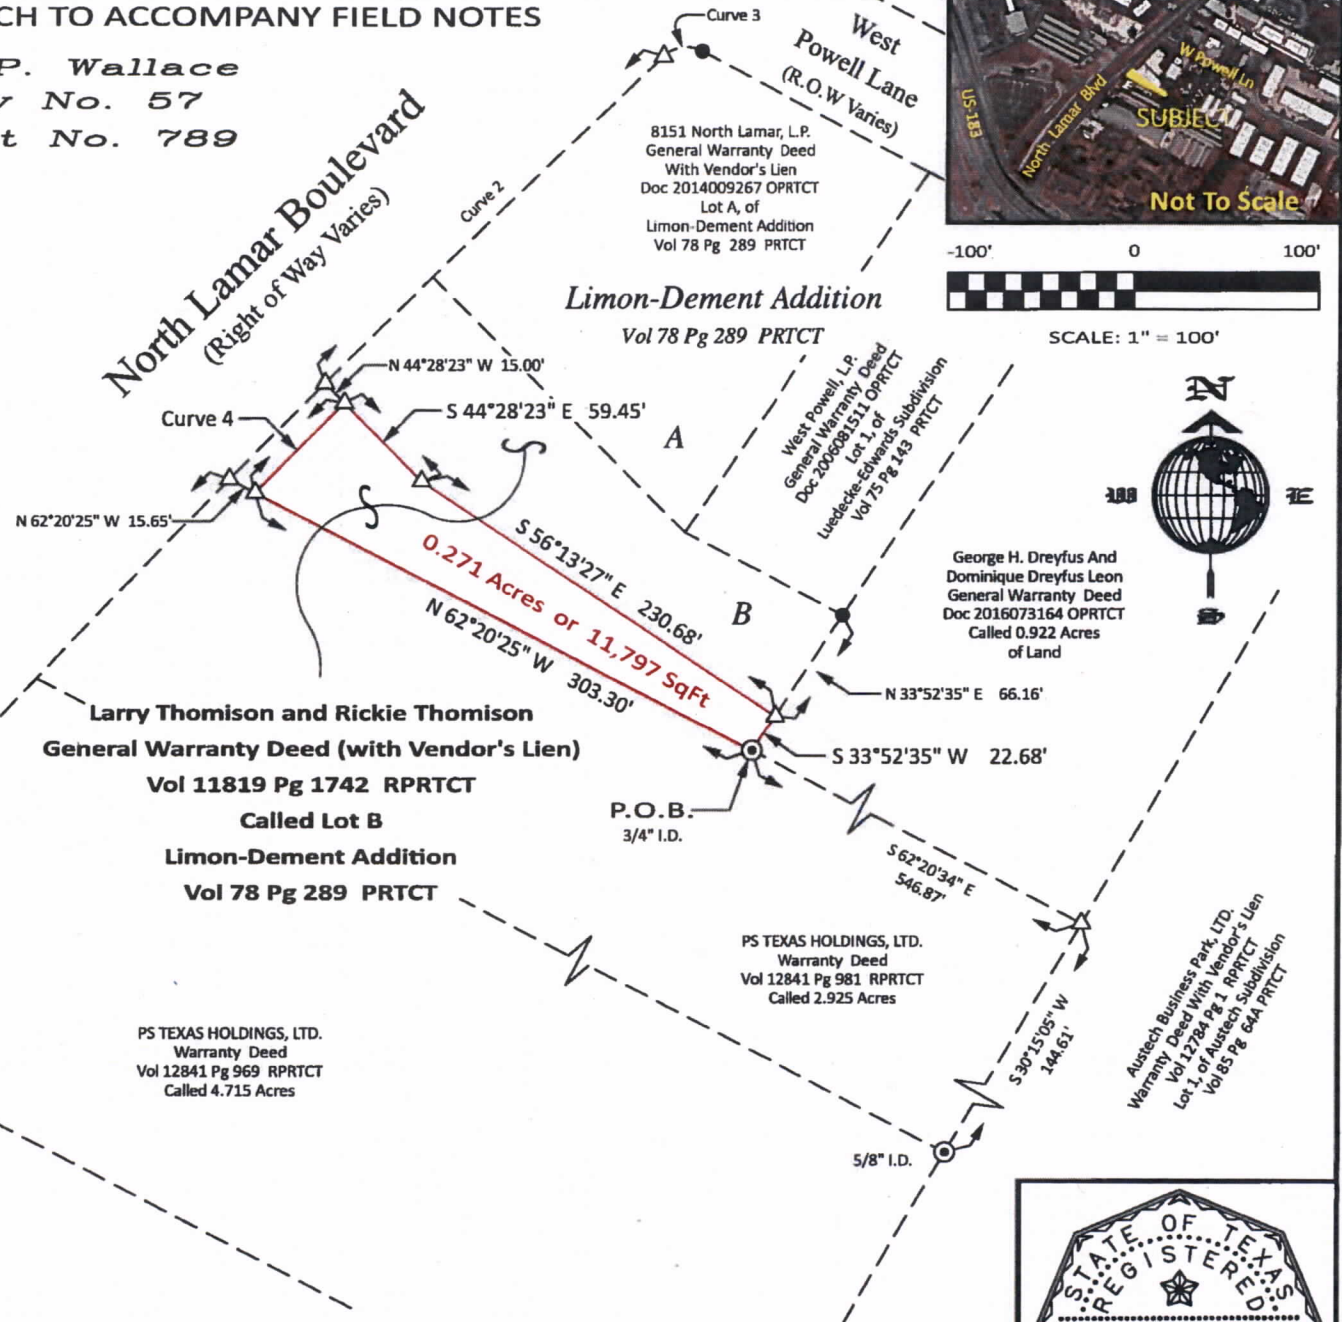 CH TO ACCOMPANY FIELD NOTES
P. Wallace
No. 57
t No. 789
North Lamar Boulevard
(Right of Way Varies)
Curve 3
West
Powell Lane
(R.O.W Varies)
Curve 2
8151 North Lamar, L.P.
General Warranty Deed
With Vendor's Lien
Doc 2014009267 OPRTCT
Lot A, of
Limon-Dement Addition
Vol 78 Pg 289 PRTCT
US-183
North Lamar Blvd
W Powell Ln
SUBJECT
Not To Scale
-100' 0 100'
SCALE: 1" = 100'
Limon-Dement Addition
Vol 78 Pg 289 PRTCT
N 44°28'23" W 15.00'
S 44°28'23" E 59.45'
Curve 4
N 62°20'25" W 15.65'
A
West Powell, L.P.
General Warranty Deed
Doc 2006081511 OPRTCT
Lot 1, of
Luedecke-Edwards Subdivision
Vol 75 Pg 143 PRTCT
N
W
E
S
S 56°13'27" E 230.68'
0.271 Acres or 11,797 SqFt
N 62°20'25" W 303.30'
B
George H. Dreyfus And
Dominique Dreyfus Leon
General Warranty Deed
Doc 2016073164 OPRTCT
Called 0.922 Acres
of Land
N 33°52'35" E 66.16'
S 33°52'35" W 22.68'
Larry Thomison and Rickie Thomison
General Warranty Deed (with Vendor's Lien)
Vol 11819 Pg 1742 RPRTCT
Called Lot B
Limon-Dement Addition
Vol 78 Pg 289 PRTCT
P.O.B.
3/4" I.D.
S 62°20'34" E
546.87'
PS TEXAS HOLDINGS, LTD.
Warranty Deed
Vol 12841 Pg 981 RPRTCT
Called 2.925 Acres
PS TEXAS HOLDINGS, LTD.
Warranty Deed
Vol 12841 Pg 969 RPRTCT
Called 4.715 Acres
S 30°15'05" W
144.61'
Austech Business Park, LTD.
Warranty Deed With Vendor's Lien
Vol 12784 Pg 1 RPRTCT
Lot 1, of Austech Subdivision
Vol 85 Pg 64A PRTCT
5/8" I.D.
STATE OF TEXAS
REGISTERED